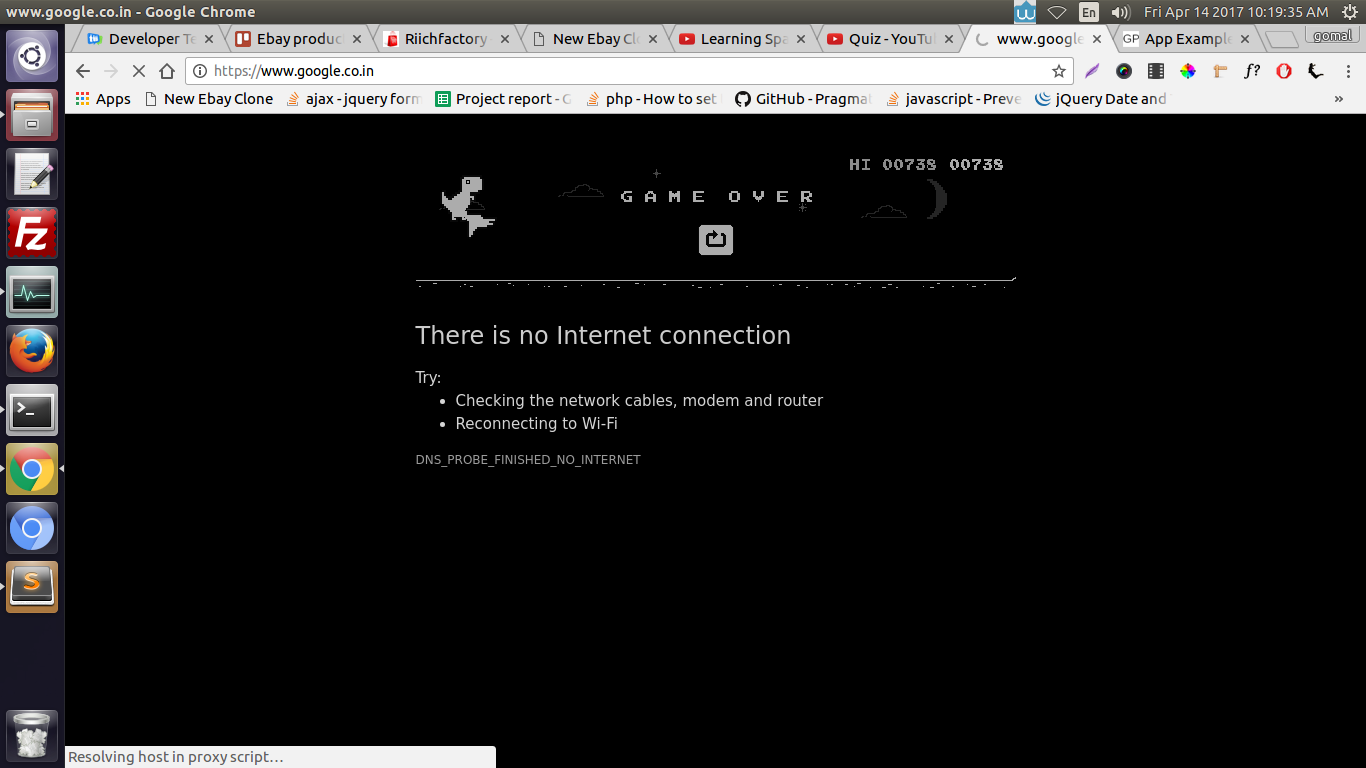 www.google.co.in - Google Chrome
En
Fri Apr 14 2017 10:19:35 AM
Developer Te
Ebay produc
Riichfactory
New Ebay Cl
Learning Spa
Quiz - YouTu
www.google
GP App Example
gomal
https://www.google.co.in
f?
Apps
New Ebay Clone
ajax - jquery form
Project report - G
php - How to set
GitHub - Pragma
javascript - Preve
jQuery Date and
»
HI 00738 00738
GAME OVER
There is no Internet connection
Try:
• Checking the network cables, modem and router
• Reconnecting to Wi-Fi
DNS_PROBE_FINISHED_NO_INTERNET
Fz
S
Resolving host in proxy script…